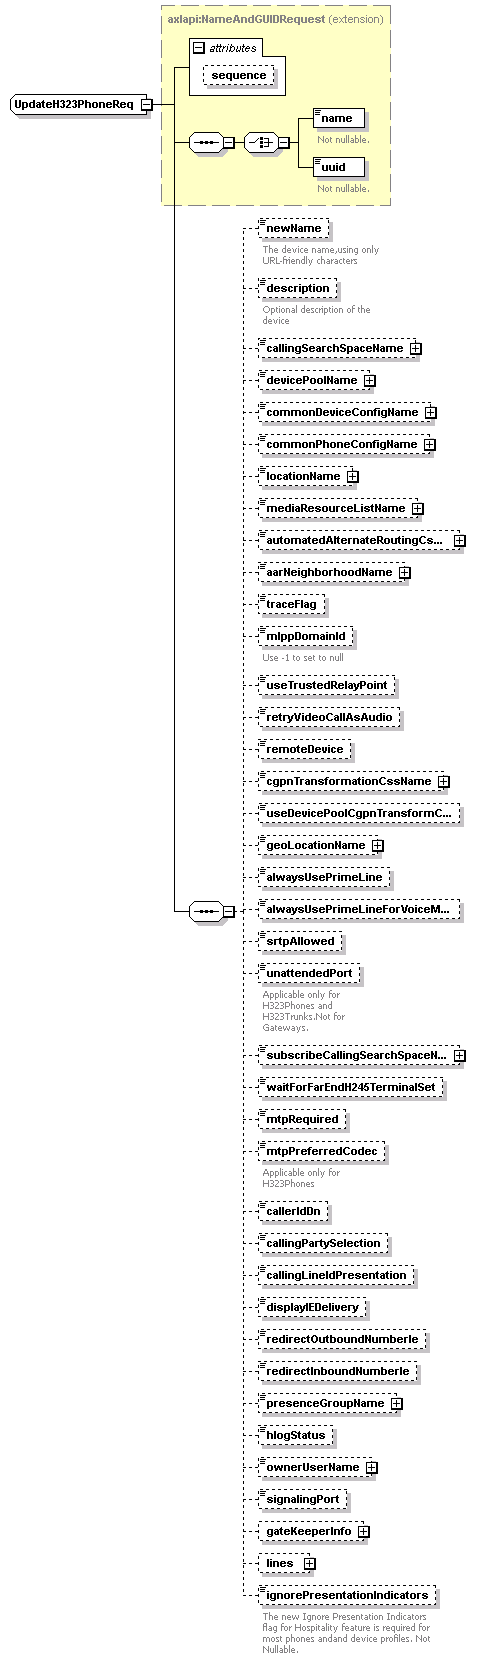 axlapi:NameAndGUIDRequest (extension)
attributes
sequence
UpdateH323PhoneReq
name
Not nullable.
uuid
Not nullable.
newName
The device name,using only
URL-friendly characters
description
Optional description of the
device
callingSearchSpaceName
devicePoolName
commonDeviceConfigName
commonPhoneConfigName
locationName
mediaResourceListName
automatedAlternateRoutingCs...
aarNeighborhoodName
traceFlag
mlppDomainId
Use -1 to set to null
useTrustedRelayPoint
retryVideoCallAsAudio
remoteDevice
cgpnTransformationCssName
useDevicePoolCgpnTransformC...
geoLocationName
alwaysUsePrimeLine
alwaysUsePrimeLineForVoiceM...
srtpAllowed
unattendedPort
Applicable only for
H323Phones and
H323Trunks.Not for
Gateways.
subscribeCallingSearchSpaceN...
waitForFarEndH245TerminalSet
mtpRequired
mtpPreferredCodec
Applicable only for
H323Phones
callerIdDn
callingPartySelection
callingLineIdPresentation
displayIEDelivery
redirectOutboundNumberIe
redirectInboundNumberIe
presenceGroupName
hlogStatus
ownerUserName
signalingPort
gateKeeperInfo
lines
ignorePresentationIndicators
The new Ignore Presentation Indicators
flag for Hospitality feature is required for
most phones andand device profiles. Not
Nullable.